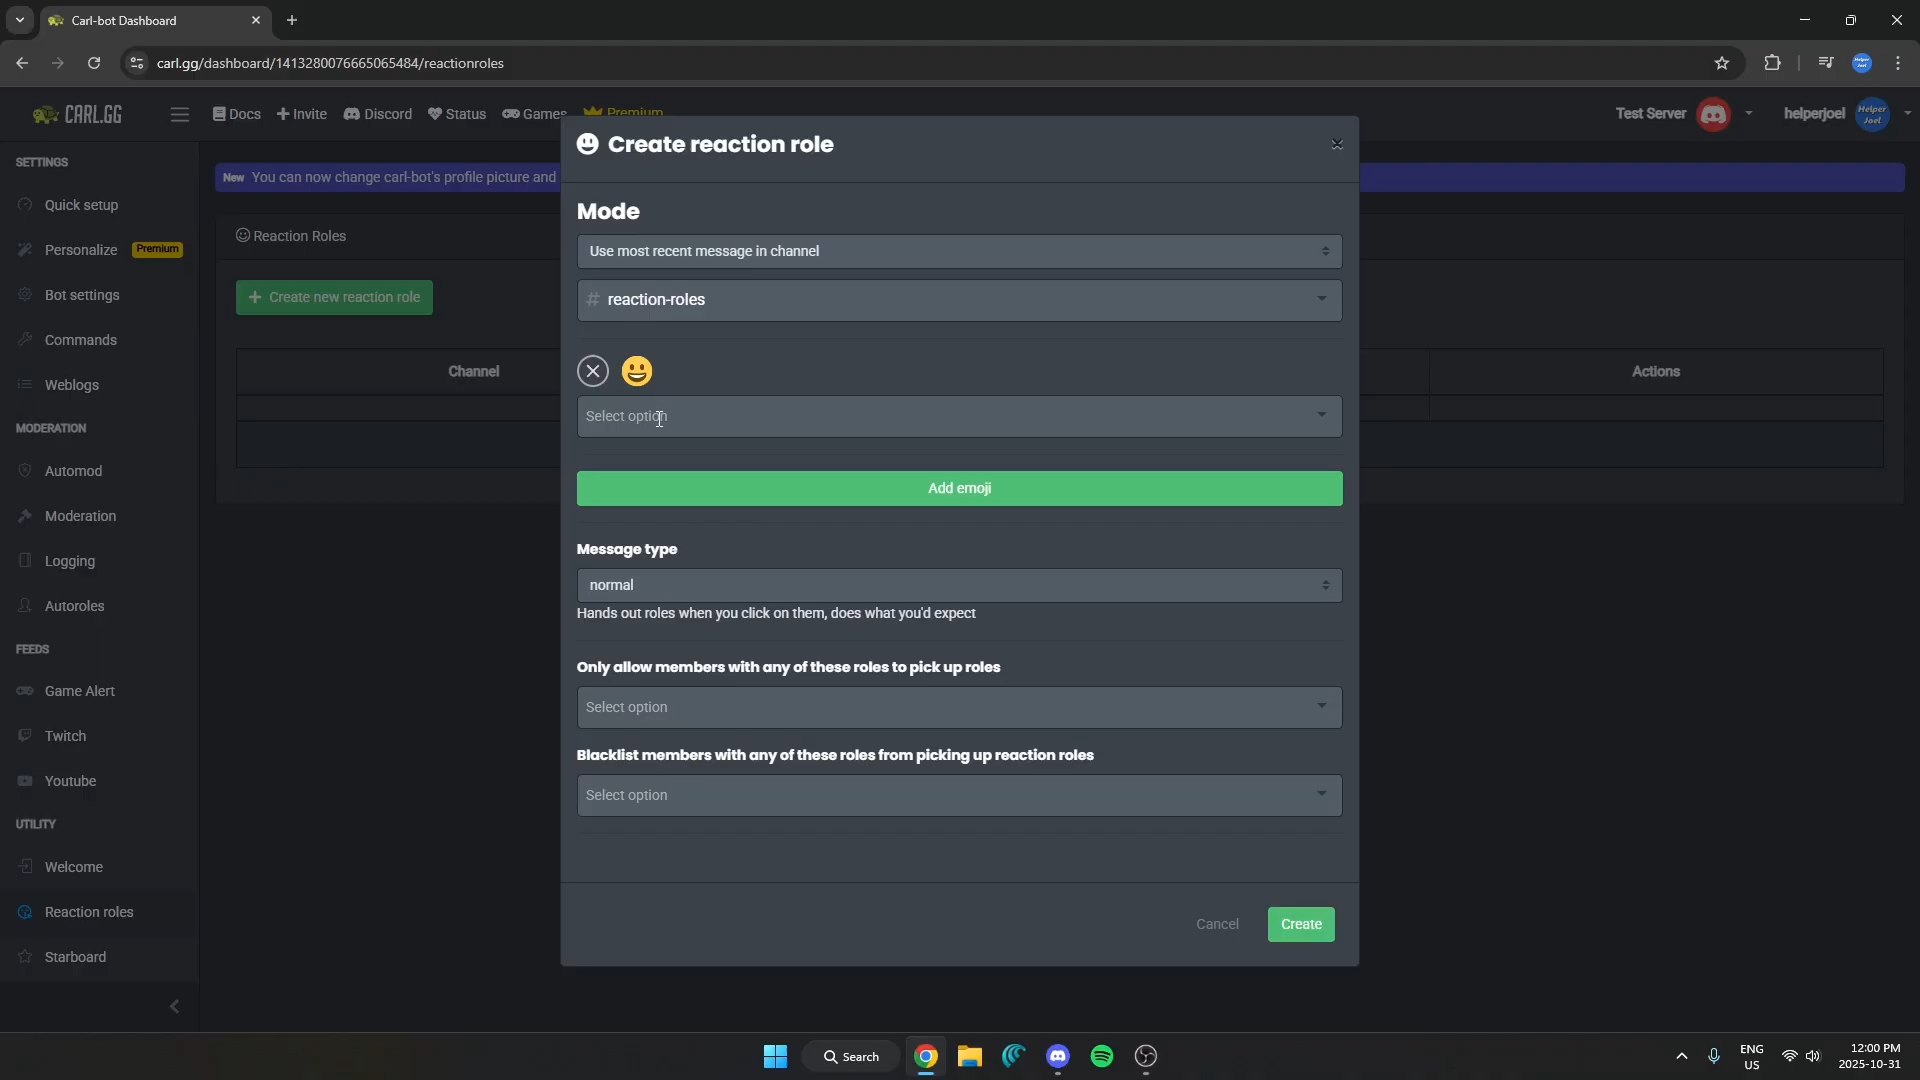 Carl-bot Dashboard
carl.gg/dashboard/1413280076665065484/reactionroles
CARL.GG
Docs
Invite
Discord
Status
Games
Premium
Test Server
helperjoel
Helper Joel
SETTINGS
Quick setup
Personalize Premium
Bot settings
Commands
Weblogs
MODERATION
Automod
Moderation
Logging
Autoroles
FEEDS
Game Alert
Twitch
Youtube
UTILITY
Welcome
Reaction roles
Starboard
New You can now change carl-bot's profile picture and
Reaction Roles
Create new reaction role
Channel
Actions
Create reaction role
Mode
Use most recent message in channel
# reaction-roles
Select option
Add emoji
Message type
normal
Hands out roles when you click on them, does what you'd expect
Only allow members with any of these roles to pick up roles
Select option
Blacklist members with any of these roles from picking up reaction roles
Select option
Cancel
Create
Search
ENG
US
12:00 PM
2025-10-31